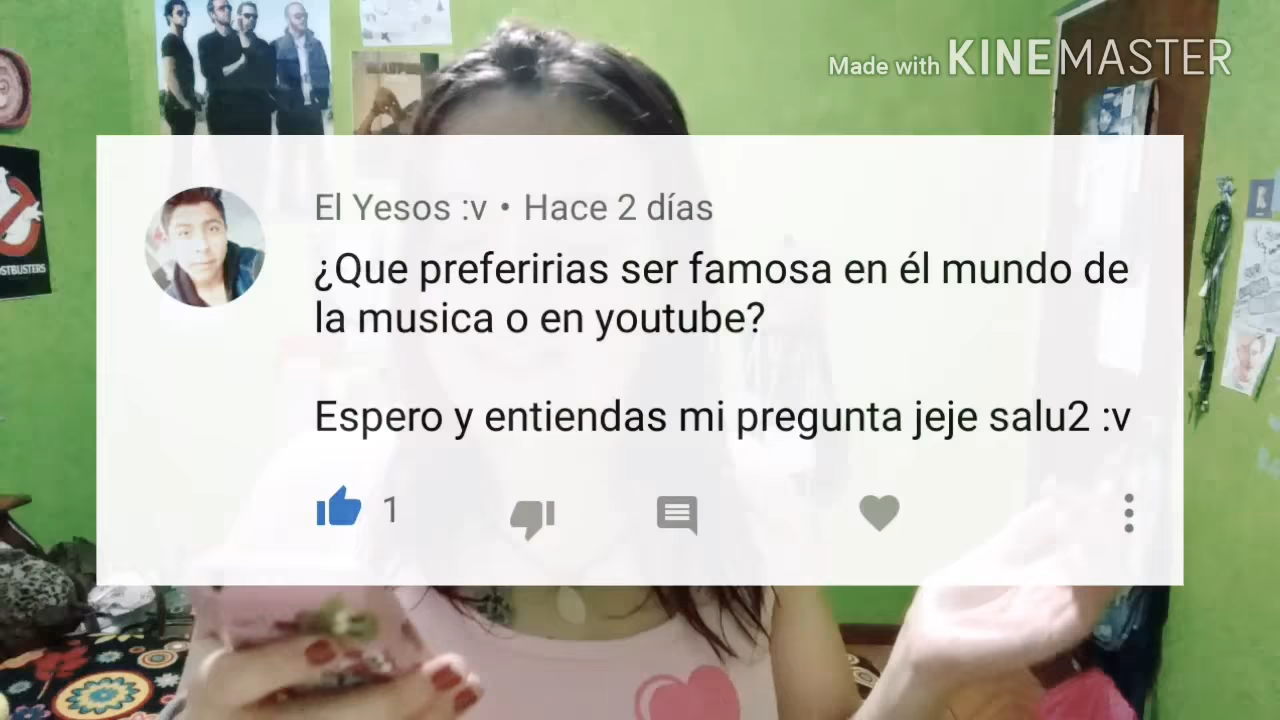 Made with KINEMASTER
El Yesos :v • Hace 2 días
¿Que preferirias ser famosa en él mundo de
la musica o en youtube?
Espero y entiendas mi pregunta jeje salu2 :v
1
STBUSTERS